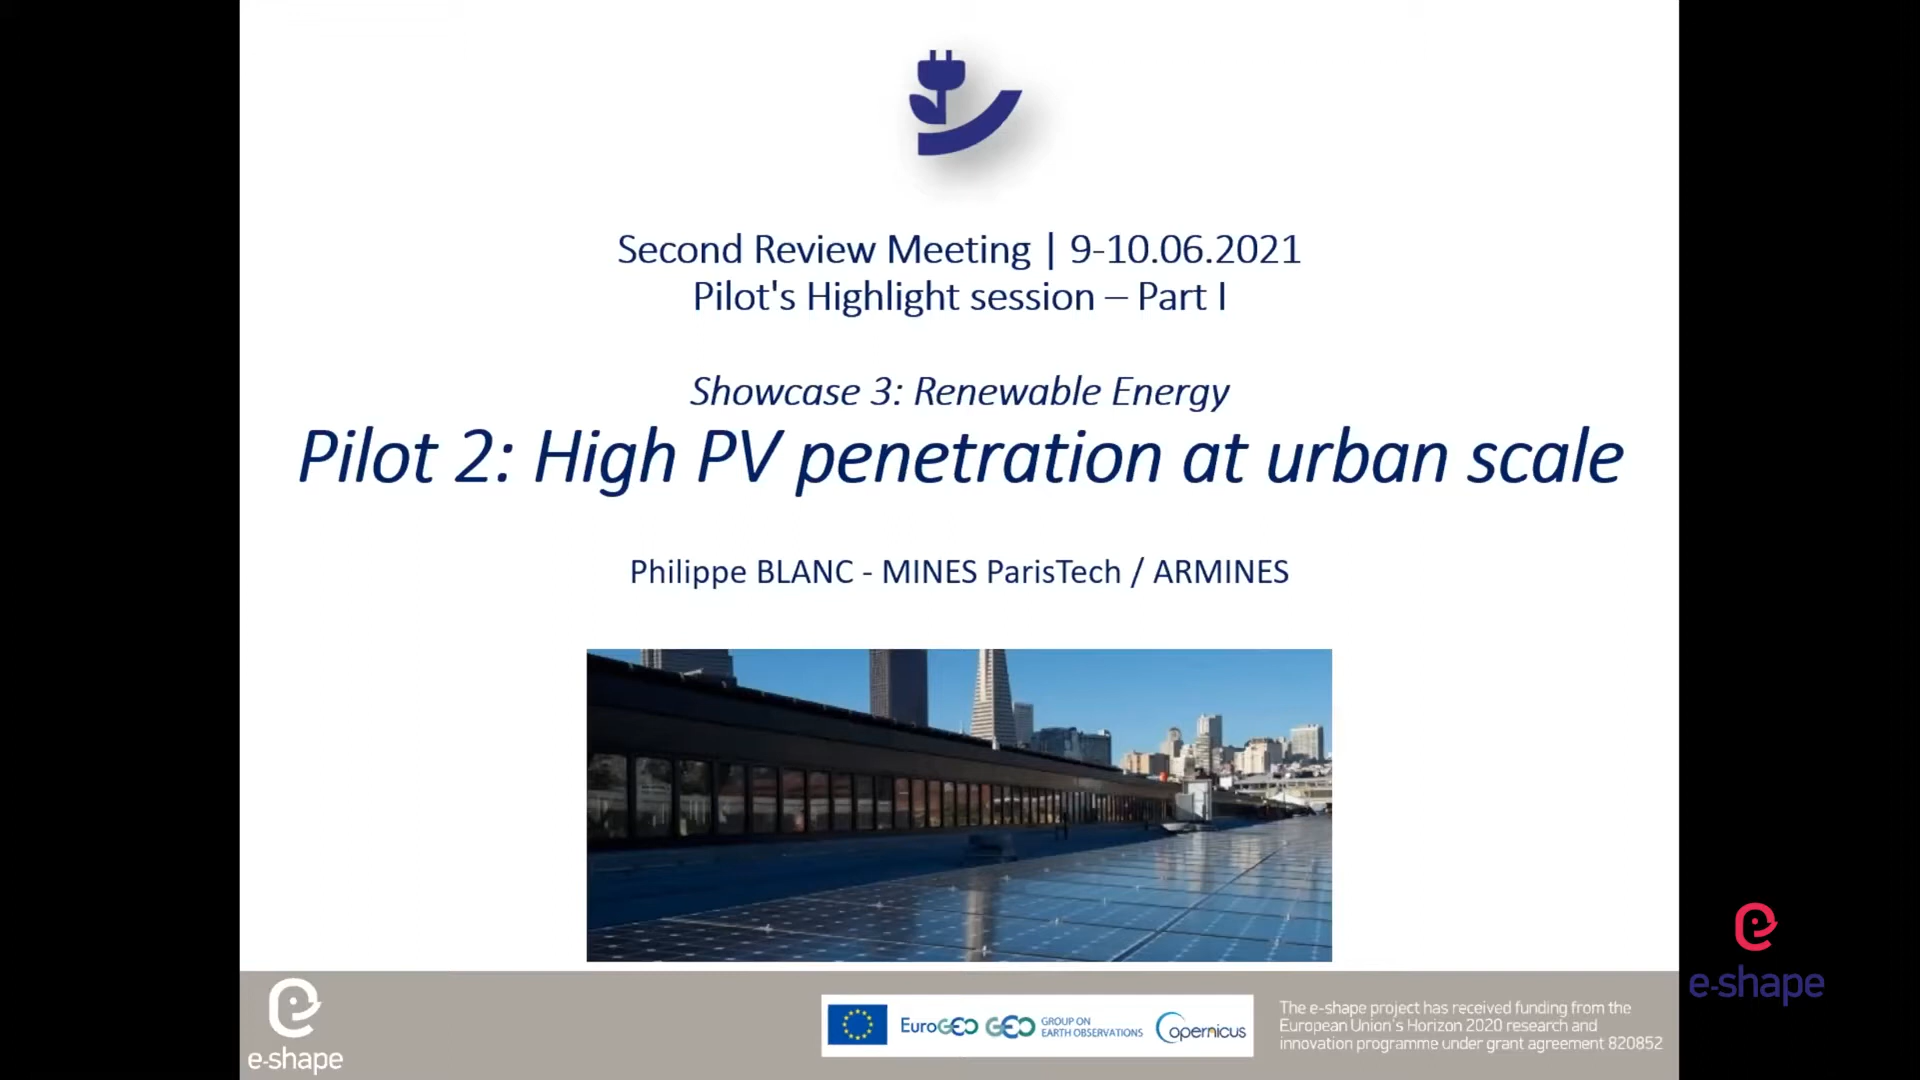 Second Review Meeting | 9-10.06.2021
Pilot's Highlight session – Part I
Showcase 3: Renewable Energy
Pilot 2: High PV penetration at urban scale
Philippe BLANC - MINES ParisTech / ARMINES
e-shape
e-shape
EuroGEO
GEO
GROUP ON
EARTH OBSERVATIONS
opernicus
The e-shape project has received funding from the
European Union's Horizon 2020 research and
innovation programme under grant agreement 820852